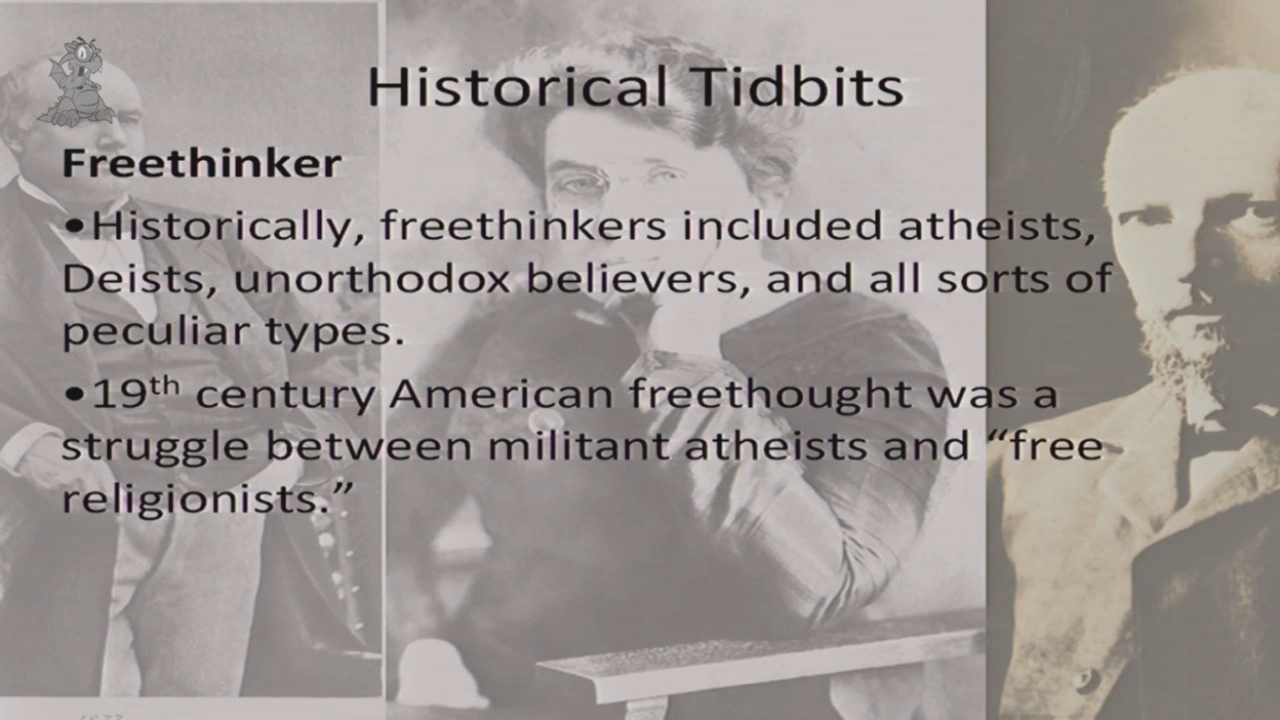 Historical Tidbits
Freethinker
•Historically, freethinkers included atheists,
Deists, unorthodox believers, and all sorts of
peculiar types.
•19th century American freethought was a
struggle between militant atheists and “free
religionists.”